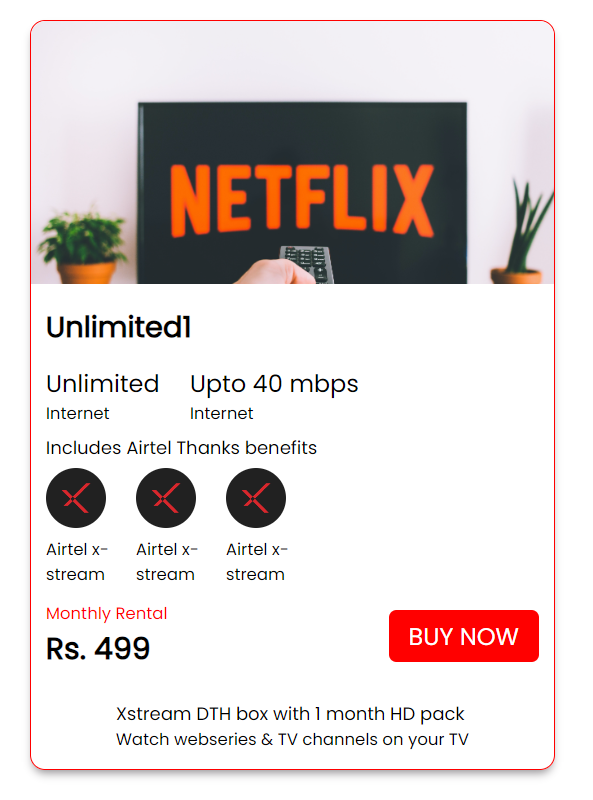 NETFLIX
Unlimited1
Unlimited Upto 40 mbps
Internet Internet
Includes Airtel Thanks benefits
Airtel x- Airtel x- Airtel x-
stream stream stream
Monthly Rental
Rs. 499
BUY NOW
Xstream DTH box with 1 month HD pack
Watch webseries & TV channels on your TV